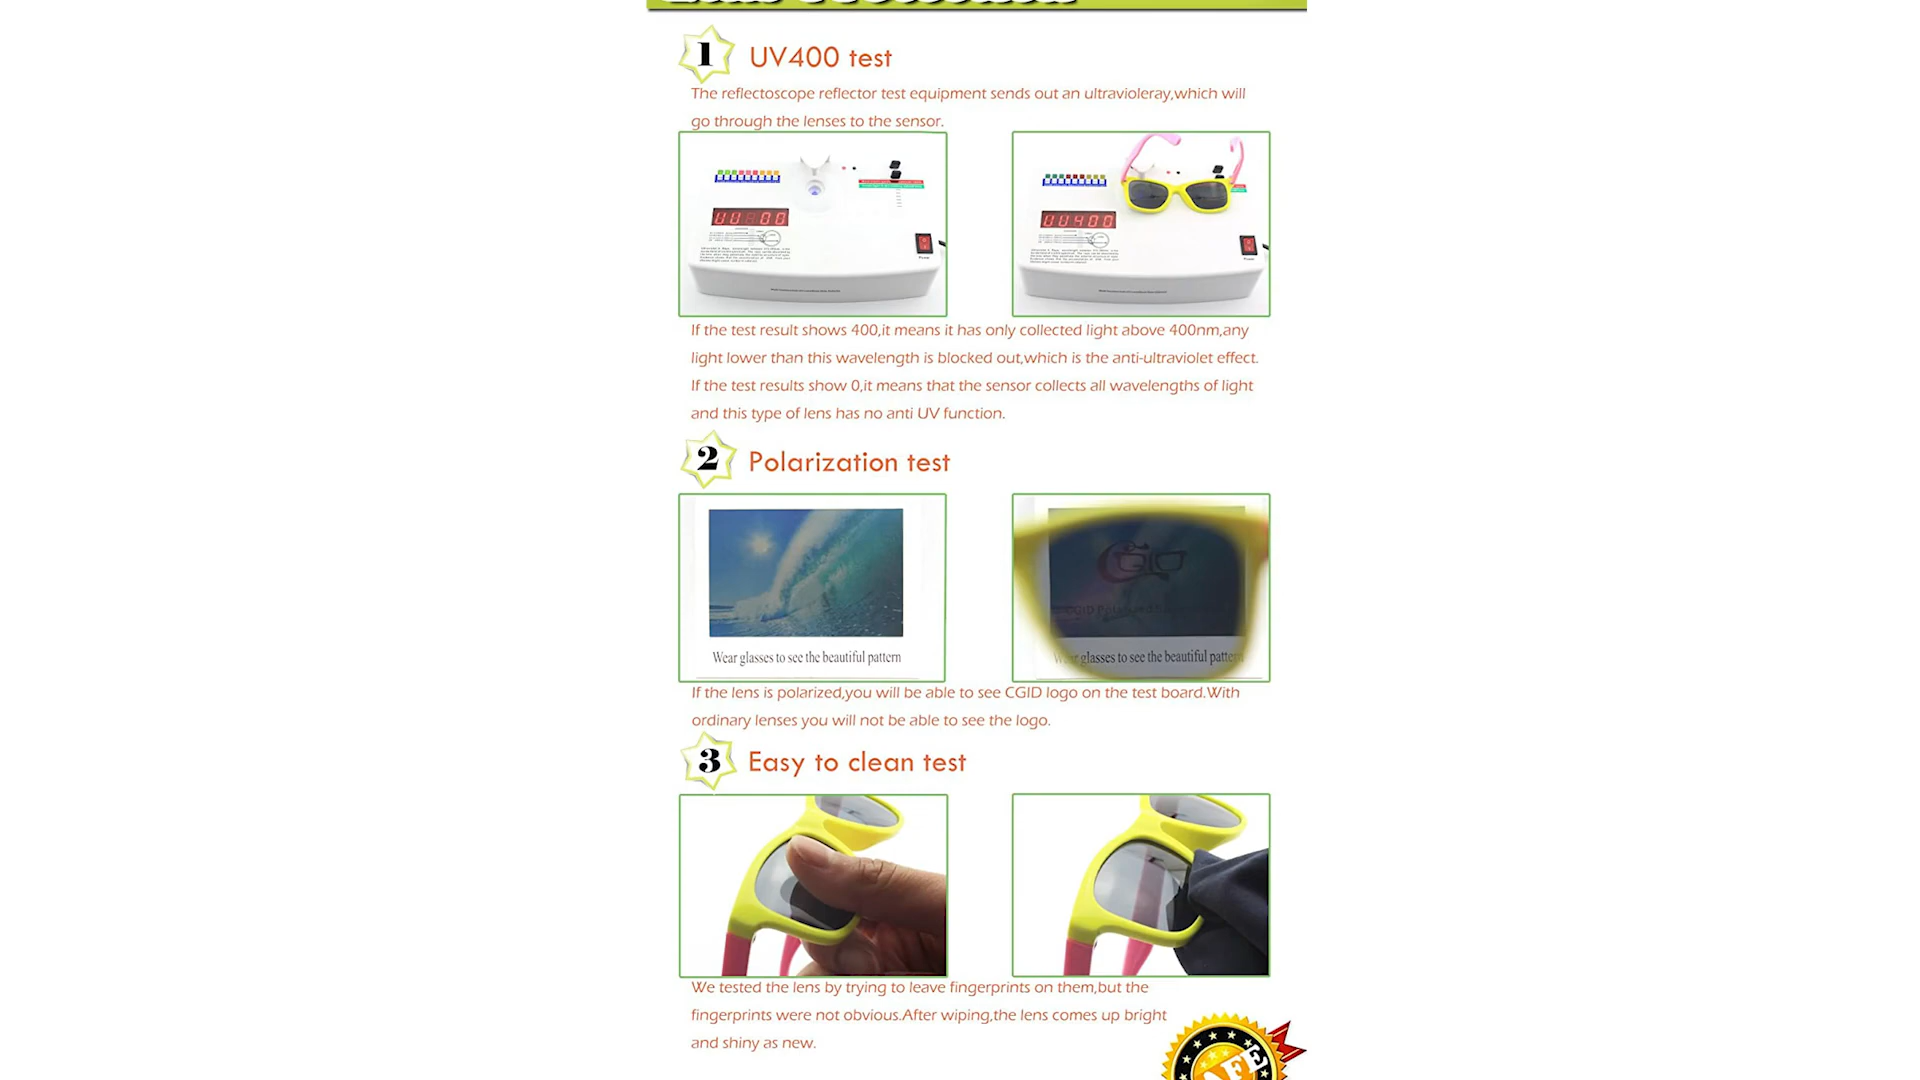 1
UV400 test
The reflectoscope reflector test equipment sends out an ultravioleray,which will
go through the lenses to the sensor.
UU 00
UU400
If the test result shows 400,it means it has only collected light above 400nm,any
light lower than this wavelength is blocked out,which is the anti-ultraviolet effect.
If the test results show 0,it means that the sensor collects all wavelengths of light
and this type of lens has no anti UV function.
2
Polarization test
CGID
Wear glasses to see the beautiful pattern
Wear glasses to see the beautiful pattern
If the lens is polarized,you will be able to see CGID logo on the test board.With
ordinary lenses you will not be able to see the logo.
3
Easy to clean test
We tested the lens by trying to leave fingerprints on them,but the
fingerprints were not obvious.After wiping,the lens comes up bright
and shiny as new.